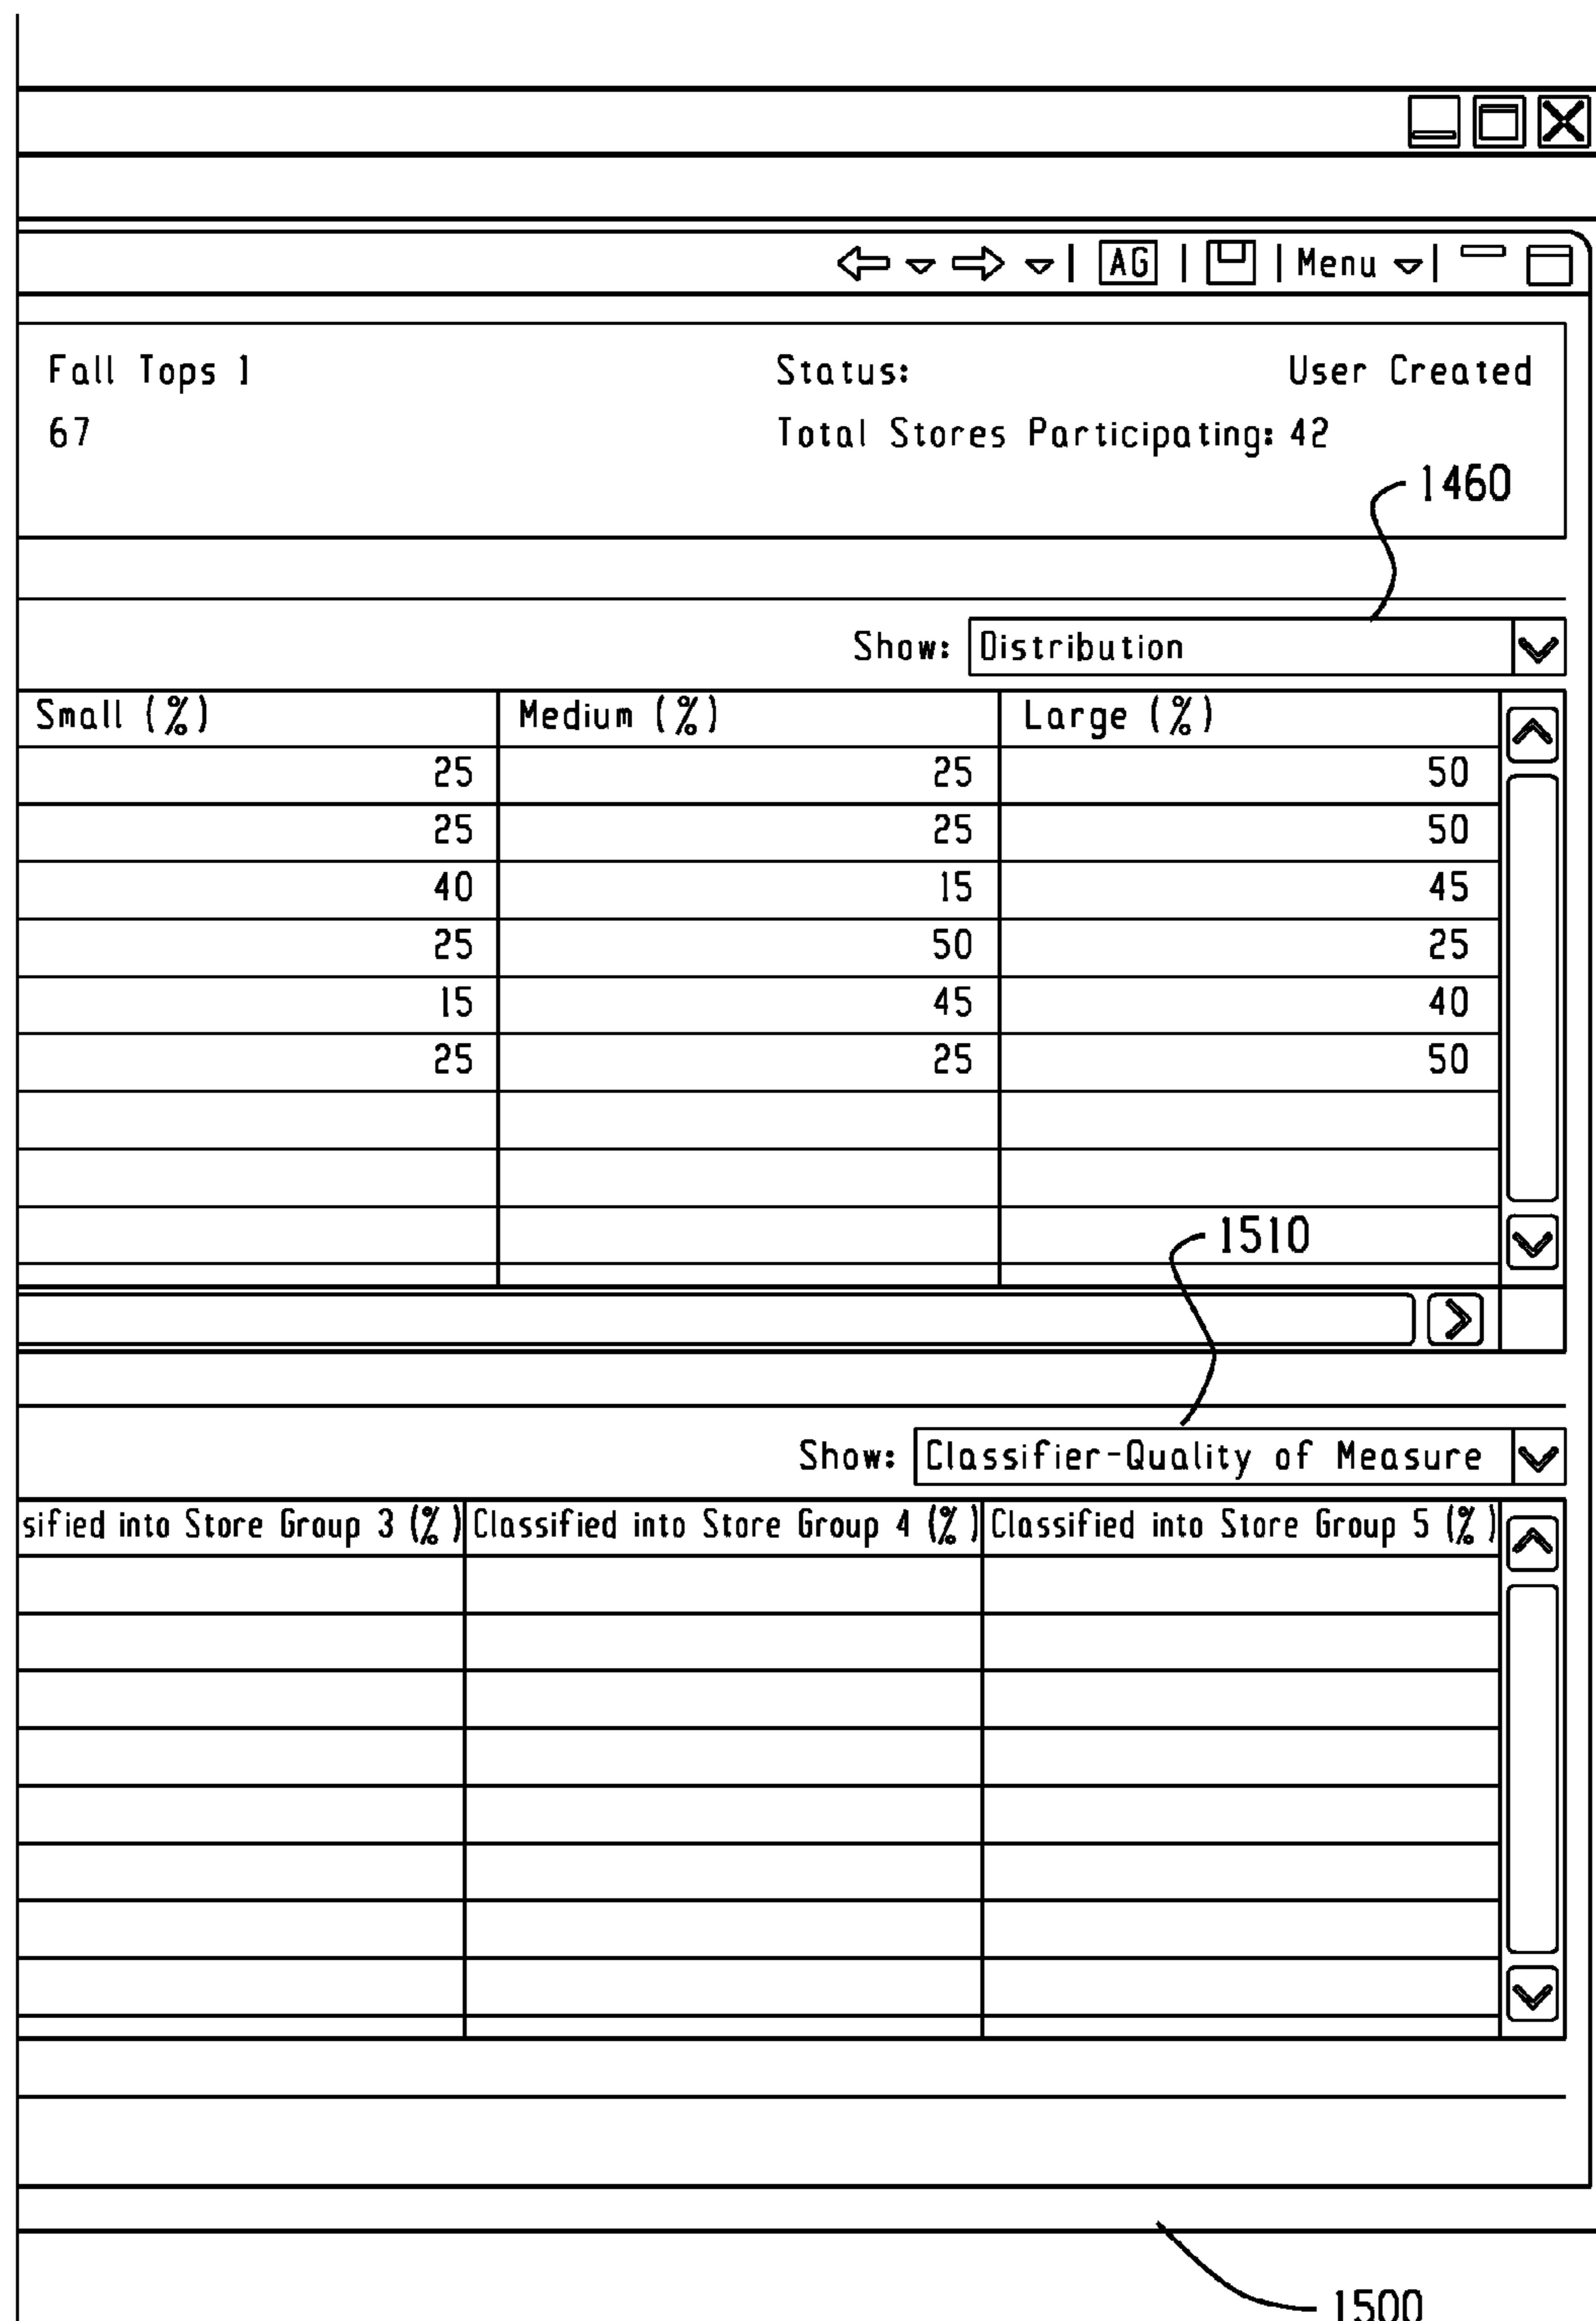 AG | | Menu
Fall Tops 1 Status: User Created
67 Total Stores Participating: 42
1460
Show: Distribution
Small (%) Medium (%) Large (%)
25 25 50
25 25 50
40 15 45
25 50 25
15 45 40
25 25 50
1510
Show: Classifier-Quality of Measure
sified into Store Group 3 (%) Classified into Store Group 4 (%) Classified into Store Group 5 (%)
1500